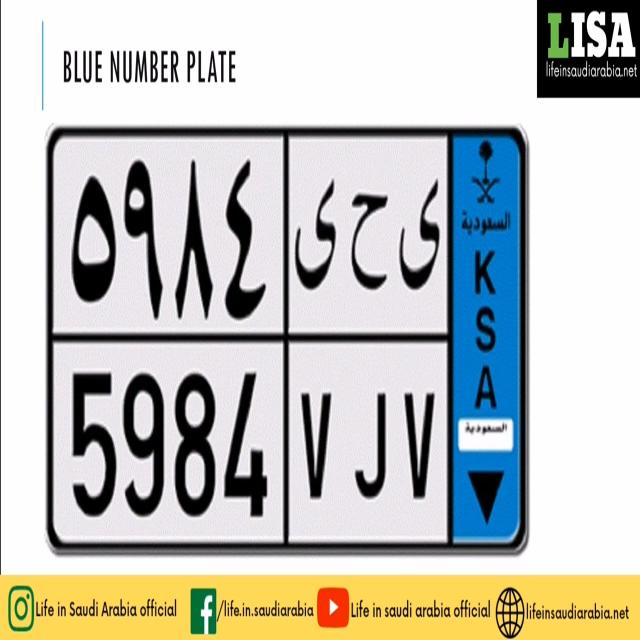 BLUE NUMBER PLATE
LISA
lifeinsaudiarabia.net
٥٩٨٤
ى ح ى
السعودية
K
S
A
السعودية
5984
V J V
Life in Saudi Arabia official
/life.in.saudiarabia
Life in saudi arabia official
lifeinsaudiarabia.net